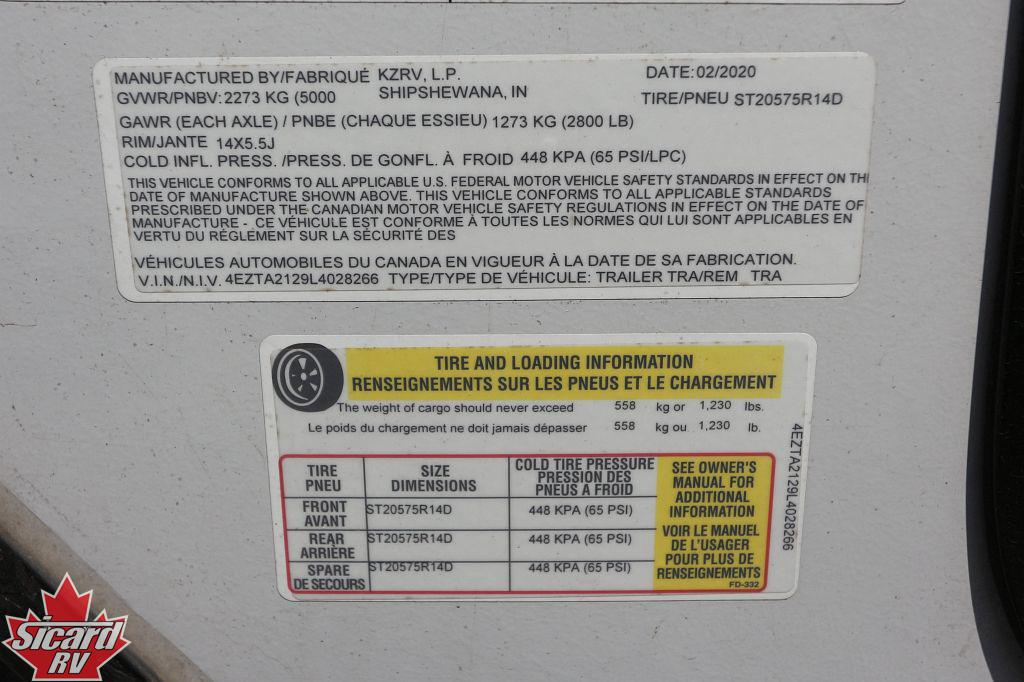 MANUFACTURED BY/FABRIQUÉ KZRV, L.P. DATE: 02/2020
GVWR/PNBV: 2273 KG (5000 SHIPSHEWANA, IN TIRE/PNEU ST20575R14D
GAWR (EACH AXLE) / PNBE (CHAQUE ESSIEU) 1273 KG (2800 LB)
RIM/JANTE 14X5.5J
COLD INFL. PRESS. /PRESS. DE GONFL. À FROID 448 KPA (65 PSI/LPC)
THIS VEHICLE CONFORMS TO ALL APPLICABLE U.S. FEDERAL MOTOR VEHICLE SAFETY STANDARDS IN EFFECT ON TH
DATE OF MANUFACTURE SHOWN ABOVE. THIS VEHICLE CONFORMS TO ALL APPLICABLE STANDARDS
PRESCRIBED UNDER THE CANADIAN MOTOR VEHICLE SAFETY REGULATIONS IN EFFECT ON THE DATE OF
MANUFACTURE - CE VÉHICULE EST CONFORME À TOUTES LES NORMES QUI LUI SONT APPLICABLES EN
VERTU DU RÉGLEMENT SUR LA SÉCURITÉ DES
VÉHICULES AUTOMOBILES DU CANADA EN VIGUEUR À LA DATE DE SA FABRICATION.
V.I.N./N.I.V. 4EZTA2129L4028266 TYPE/TYPE DE VÉHICULE: TRAILER TRA/REM TRA
TIRE AND LOADING INFORMATION
RENSEIGNEMENTS SUR LES PNEUS ET LE CHARGEMENT
The weight of cargo should never exceed 558 kg or 1,230 lbs.
Le poids du chargement ne doit jamais dépasser 558 kg ou 1,230 lb.
TIRE
PNEU
SIZE
DIMENSIONS
COLD TIRE PRESSURE
PRESSION DES
PNEUS A FROID
FRONT
AVANT
ST20575R14D
448 KPA (65 PSI)
REAR
ARRIÈRE
ST20575R14D
448 KPA (65 PSI)
SPARE
DE SECOURS
ST20575R14D
448 KPA (65 PSI)
SEE OWNER'S
MANUAL FOR
ADDITIONAL
INFORMATION
VOIR LE MANUEL
DE L'USAGER
POUR PLUS DE
RENSEIGNEMENTS
FD-332
4EZTA2129L4028266
Sicard
RV